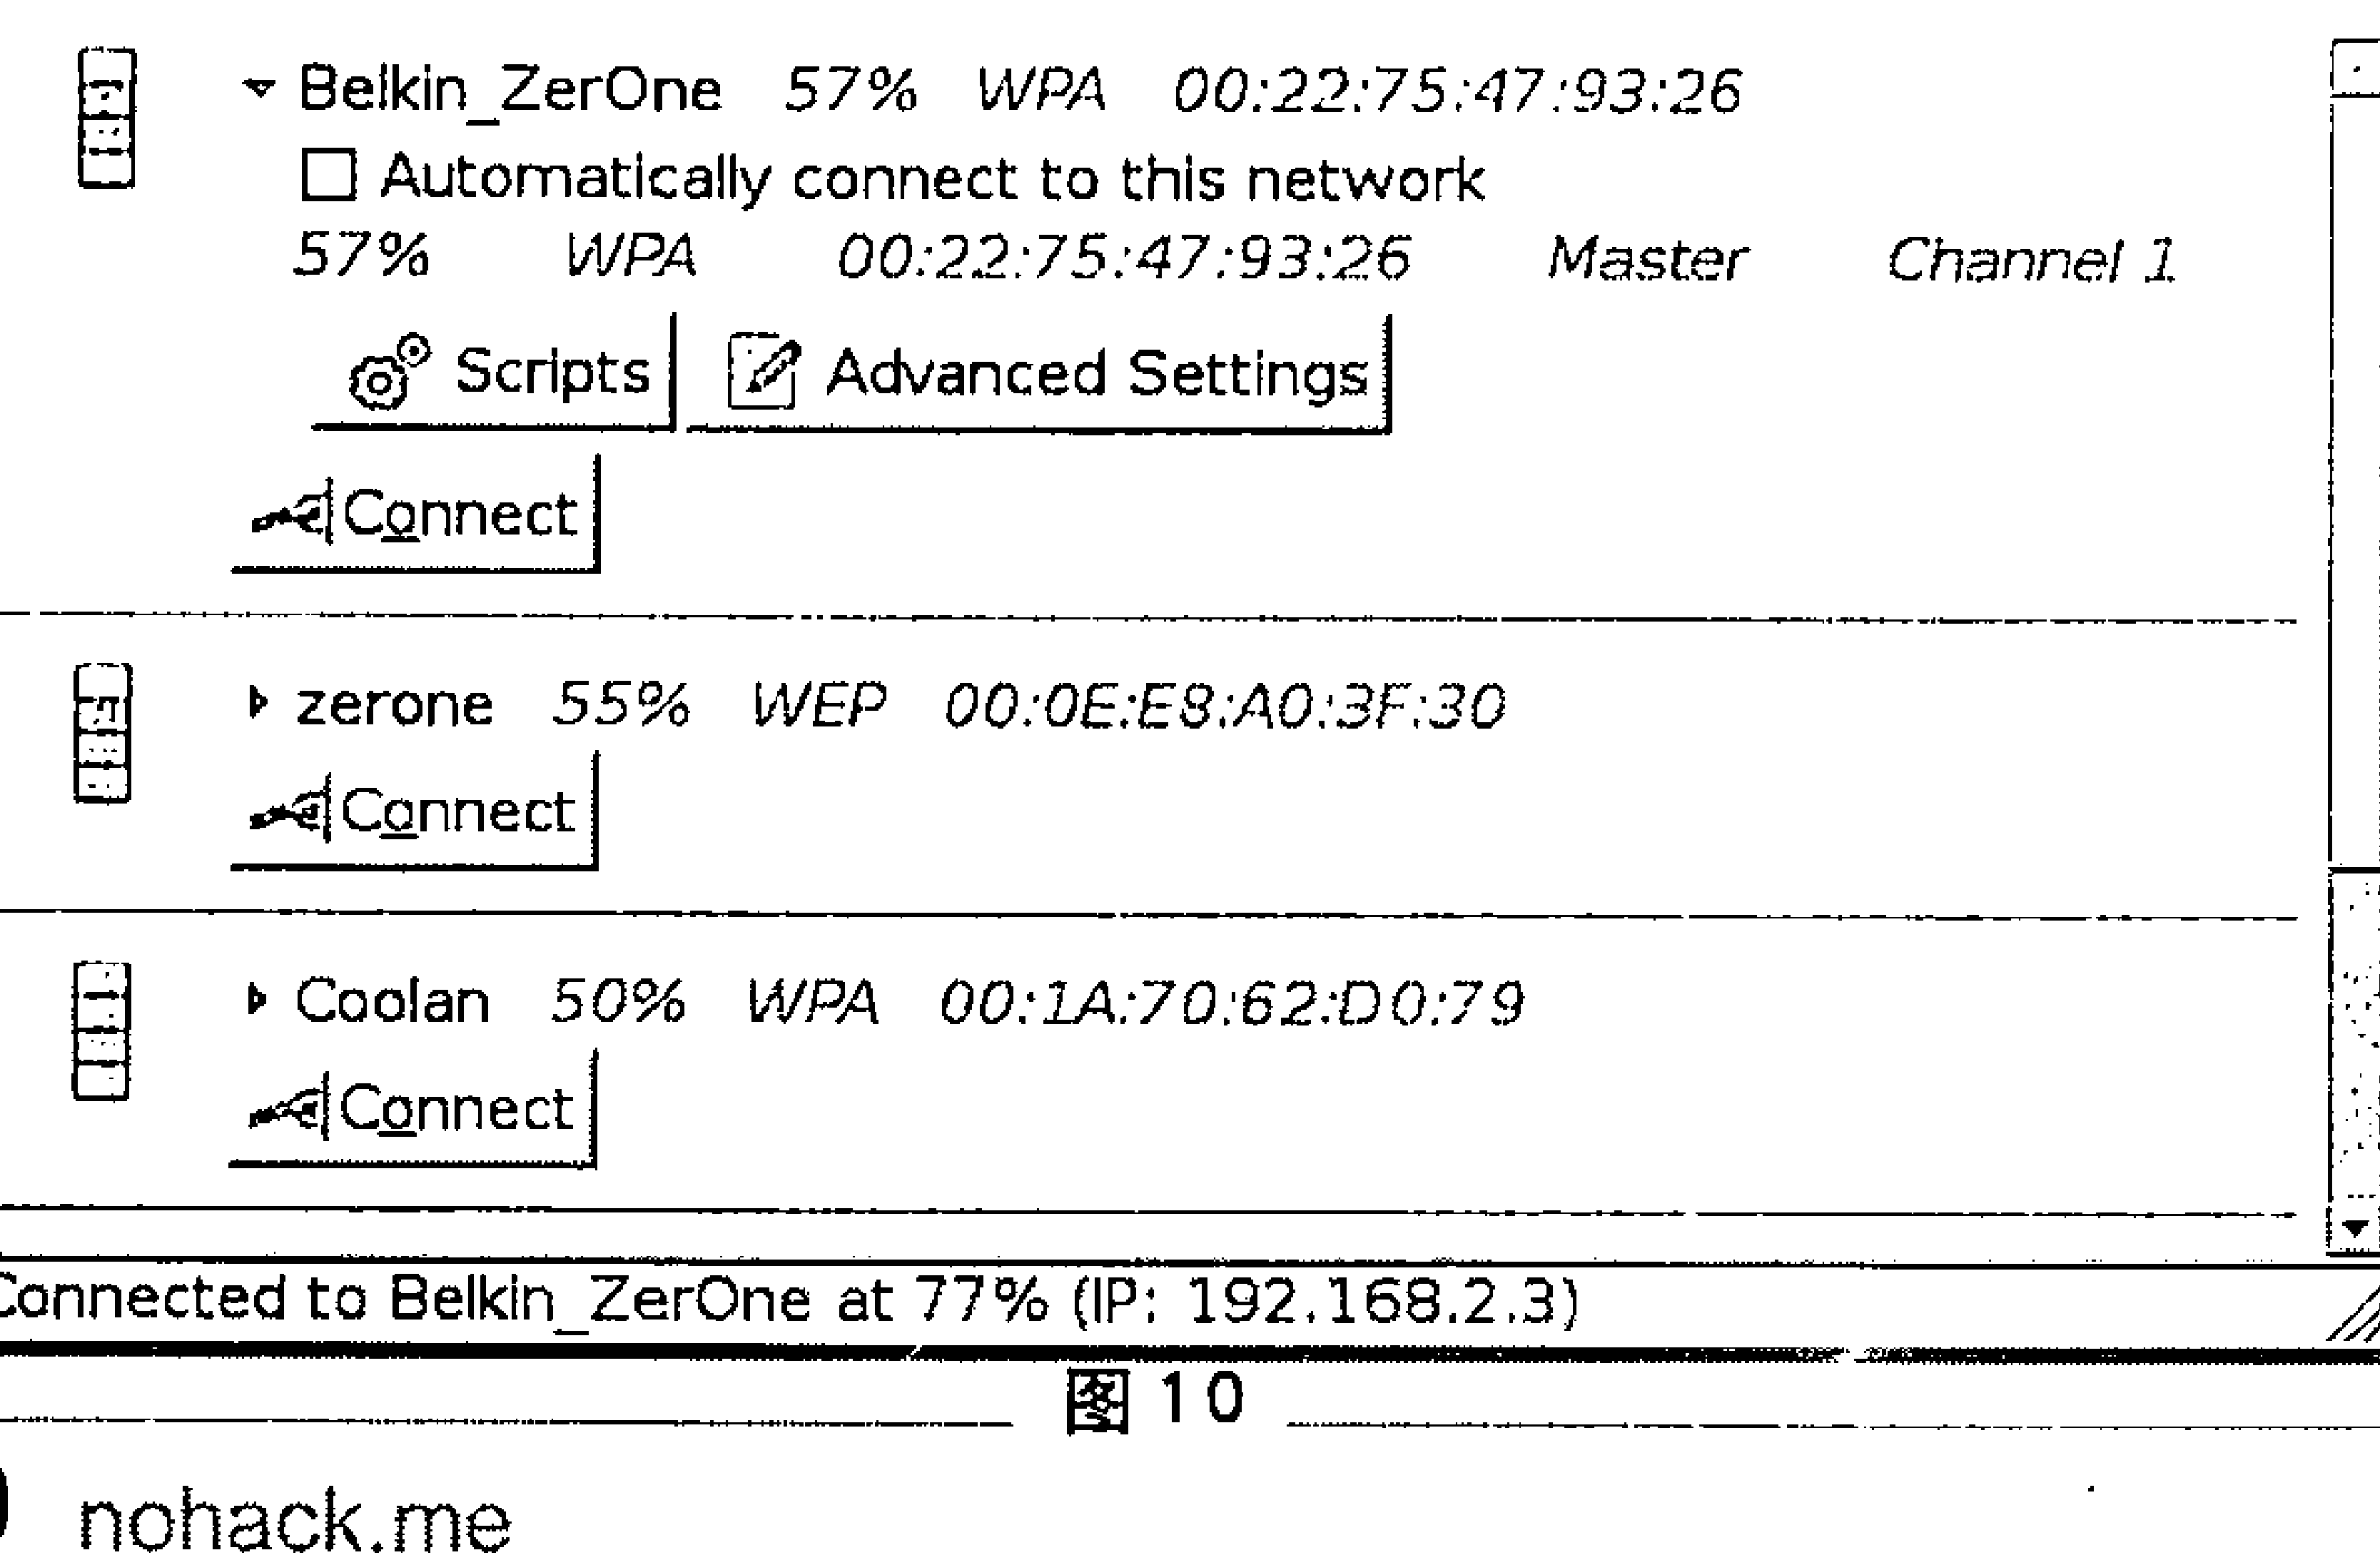 Belkin_ZerOne 57% WPA 00:22:75:47:93:26
Automatically connect to this network
57% WPA 00:22:75:47:93:26 Master Channel 1
Scripts Advanced Settings
Connect
zerone 55% WEP 00:0E:E8:A0:3F:30
Connect
Coolan 50% WPA 00:1A:70:62:D0:79
Connect
Connected to Belkin_ZerOne at 77% (IP: 192.168.2.3)
图 10
nohack.me